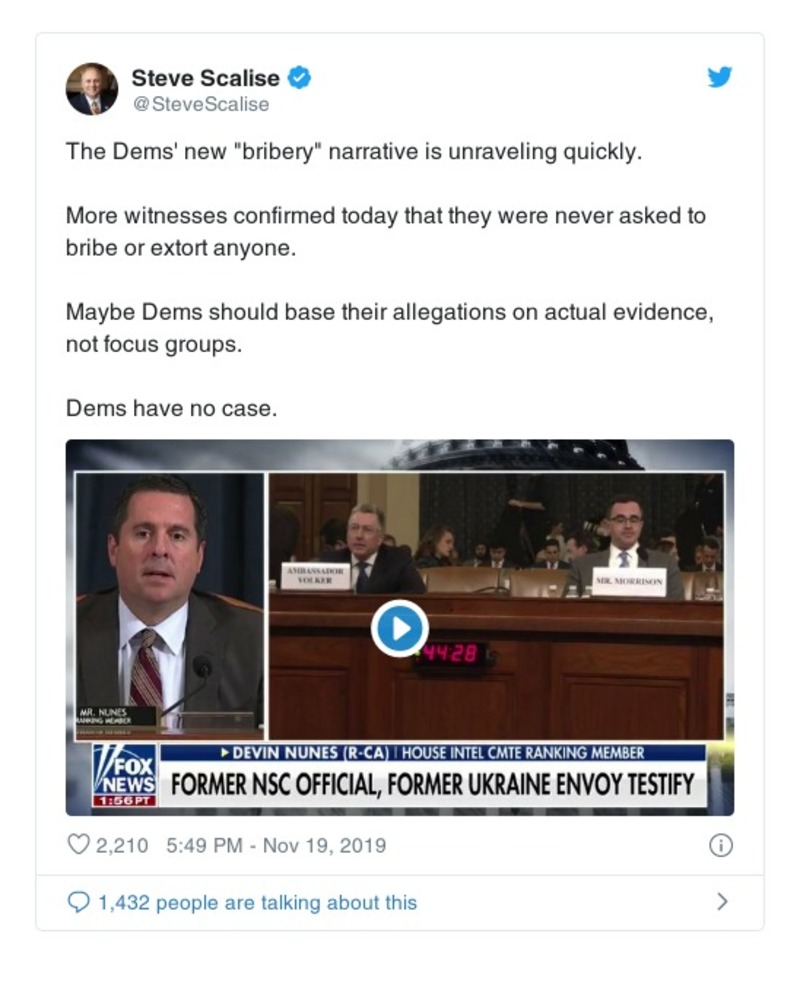 Steve Scalise
@SteveScalise
The Dems' new "bribery" narrative is unraveling quickly.
More witnesses confirmed today that they were never asked to
bribe or extort anyone.
Maybe Dems should base their allegations on actual evidence,
not focus groups.
Dems have no case.
AMBASSADOR
VOLKER
MR. MORRISON
44:28
MR. NUNES
RANKING MEMBER
DEVIN NUNES (R-CA) | HOUSE INTEL CMTE RANKING MEMBER
FOX
NEWS
1:56 PT
FORMER NSC OFFICIAL, FORMER UKRAINE ENVOY TESTIFY
2,210 5:49 PM - Nov 19, 2019
1,432 people are talking about this